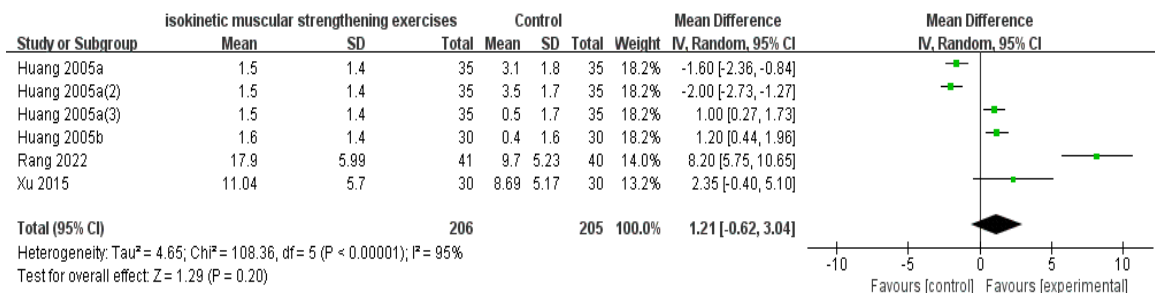 isokinetic muscular strengthening exercises Control Mean Difference Mean Difference
Study or Subgroup Mean SD Total Mean SD Total Weight IV, Random, 95% CI IV, Random, 95% CI
Huang 2005a 1.5 1.4 35 3.1 1.8 35 18.2% -1.60 [-2.36, -0.84]
Huang 2005a(2) 1.5 1.4 35 3.5 1.7 35 18.2% -2.00 [-2.73, -1.27]
Huang 2005a(3) 1.5 1.4 35 0.5 1.7 35 18.2% 1.00 [0.27, 1.73]
Huang 2005b 1.6 1.4 30 0.4 1.6 30 18.2% 1.20 [0.44, 1.96]
Rang 2022 17.9 5.99 41 9.7 5.23 40 14.0% 8.20 [5.75, 10.65]
Xu 2015 11.04 5.7 30 8.69 5.17 30 13.2% 2.35 [-0.40, 5.10]
Total (95% CI) 206 205 100.0% 1.21 [-0.62, 3.04]
Heterogeneity: Tau² = 4.65; Chi² = 108.36, df = 5 (P < 0.00001); I² = 95%
Test for overall effect: Z = 1.29 (P = 0.20)
-10 -5 0 5 10
Favours [control] Favours [experimental]